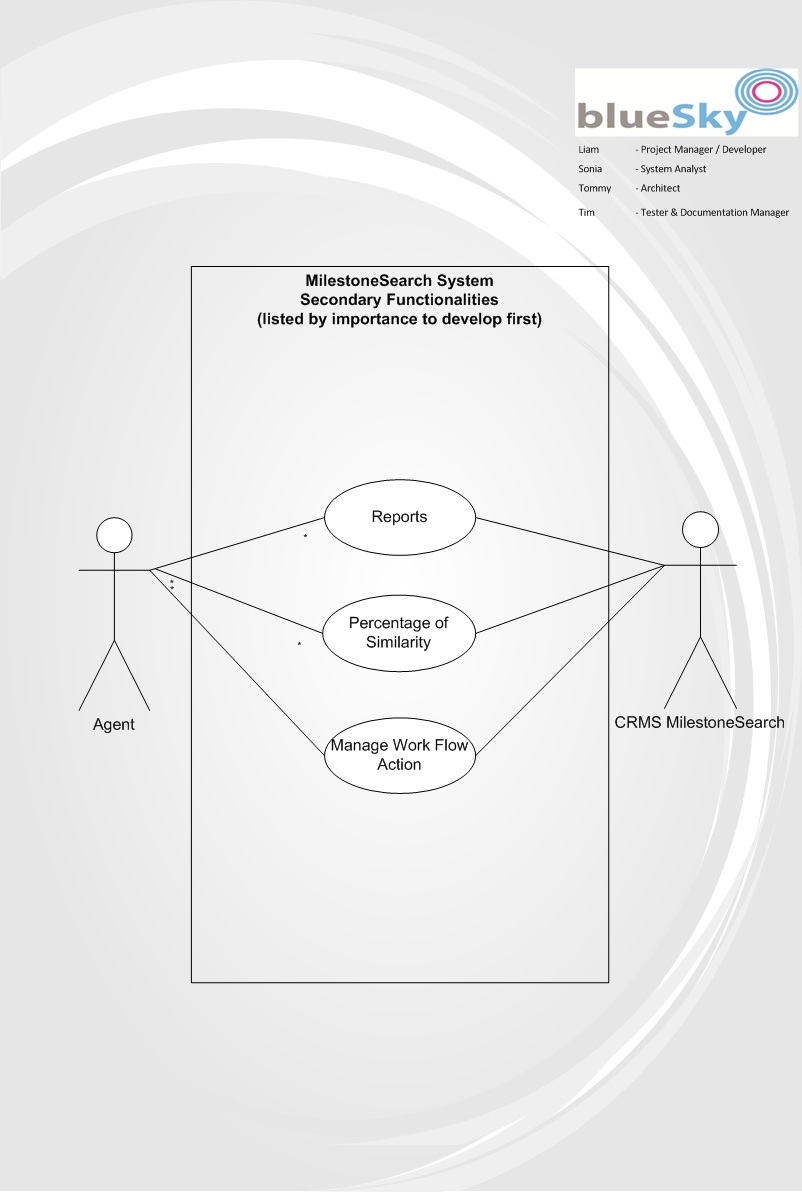 blueSky
Liam - Project Manager / Developer
Sonia - System Analyst
Tommy - Architect
Tim - Tester & Documentation Manager
MilestoneSearch System
Secondary Functionalities
(listed by importance to develop first)
Reports
*
*
*
Percentage of
Similarity
*
Agent
CRMS MilestoneSearch
Manage Work Flow
Action